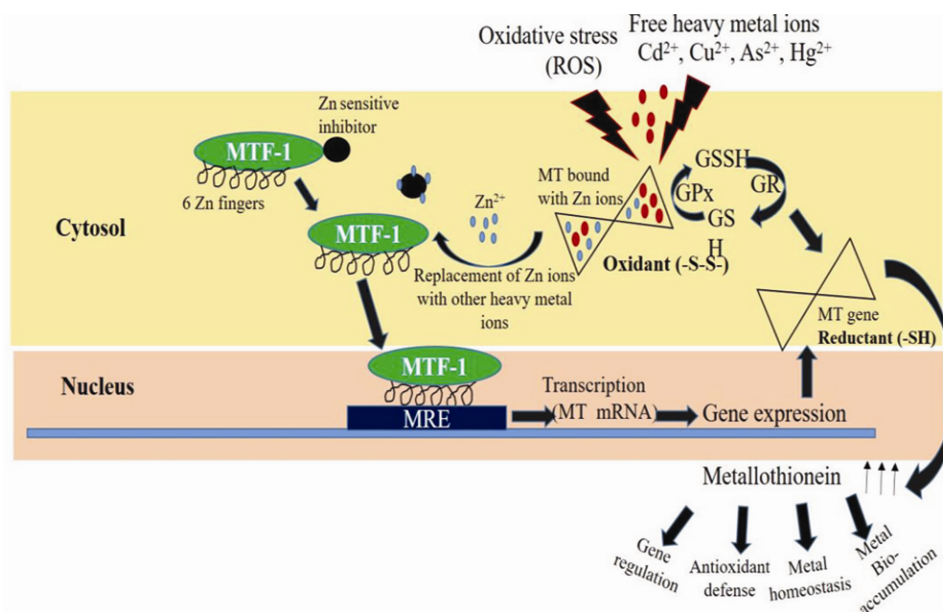 Oxidative stress
(ROS)
Free heavy metal ions
Cd²⁺, Cu²⁺, As²⁺, Hg²⁺
Zn sensitive
inhibitor
MTF-1
6 Zn fingers
Cytosol
MTF-1
Zn²⁺
Replacement of Zn ions
with other heavy metal
ions
MT bound
with Zn ions
Oxidant (-S-S-)
GSSH
GPx
GR
GS
H
MT gene
Reductant (-SH)
Nucleus
MTF-1
MRE
Transcription
(MT mRNA)
Gene expression
Metallothionein
Gene
regulation
Antioxidant
defense
Metal
homeostasis
Metal
Bio-
accumulation